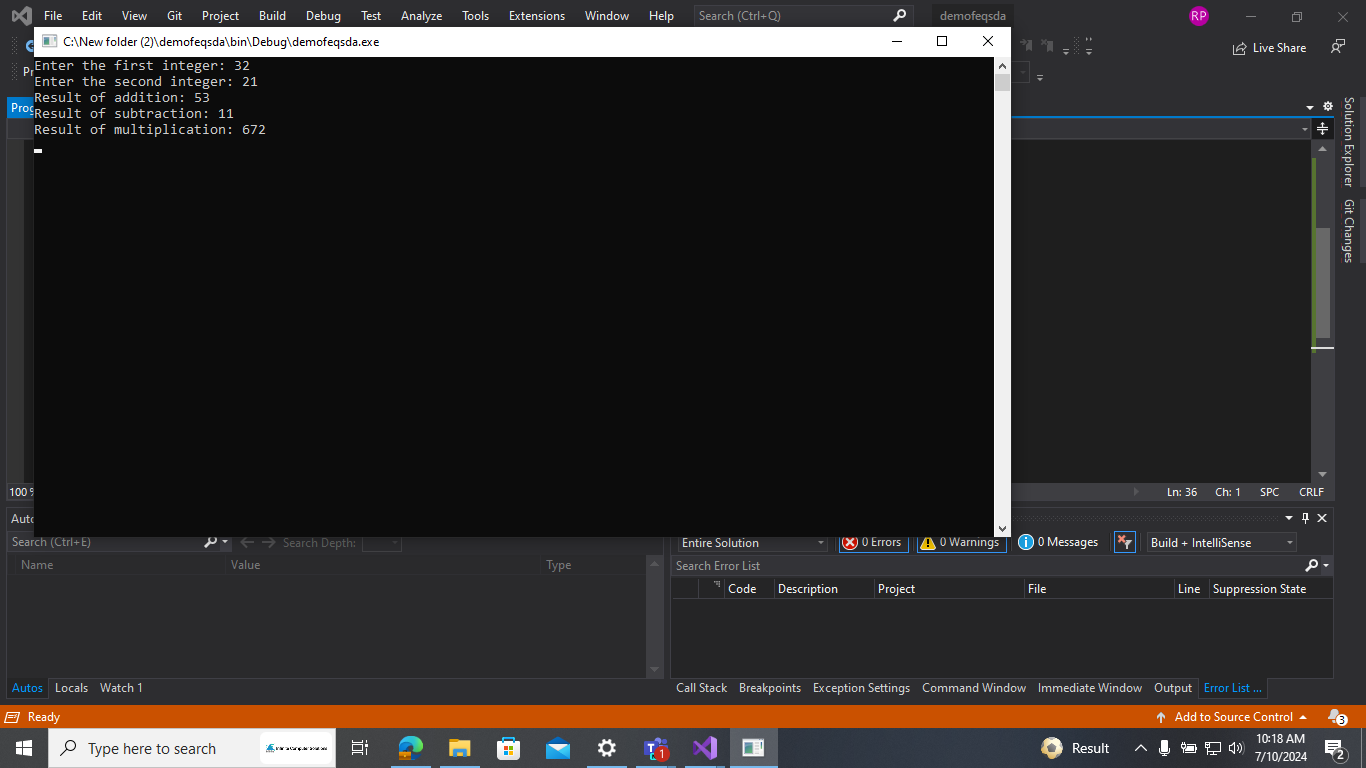 File Edit View Git Project Build Debug Test Analyze Tools Extensions Window Help Search (Ctrl+Q) demofeqsda RP
C:\New folder (2)\demofeqsda\bin\Debug\demofeqsda.exe
Live Share
Enter the first integer: 32
Enter the second integer: 21
Result of addition: 53
Result of subtraction: 11
Result of multiplication: 672
Solution Explorer
Git Changes
100 % Ln: 36 Ch: 1 SPC CRLF
Search (Ctrl+E) Search Depth:
Entire Solution 0 Errors 0 Warnings 0 Messages Build + IntelliSense
Name Value Type
Search Error List
Code Description Project File Line Suppression State
Autos Locals Watch 1
Call Stack Breakpoints Exception Settings Command Window Immediate Window Output Error List ...
Ready Add to Source Control 3
Type here to search
1
Result
10:18 AM
7/10/2024
2